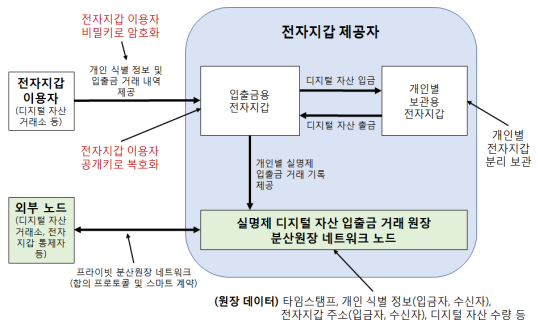 전자지갑 이용자
비밀키로 암호화
전자지갑 제공자
개인 식별 정보 및
입출금 거래 내역
제공
전자지갑
이용자
(디지털 자산
거래소 등)
입출금용
전자지갑
디지털 자산 입금
디지털 자산 출금
개인별
보관용
전자지갑
개인별
전자지갑
분리 보관
전자지갑 이용자
공개키로 복호화
개인별 실명제
입출금 거래 기록
제공
외부 노드
(디지털 자산
거래소, 전자
지갑 통제자
등)
실명제 디지털 자산 입출금 거래 원장
분산원장 네트워크 노드
프라이빗 분산원장 네트워크
(합의 프로토콜 및 스마트 계약)
(원장 데이터) 타임스탬프, 개인 식별 정보(입금자, 수신자),
전자지갑 주소(입금자, 수신자), 디지털 자산 수량 등